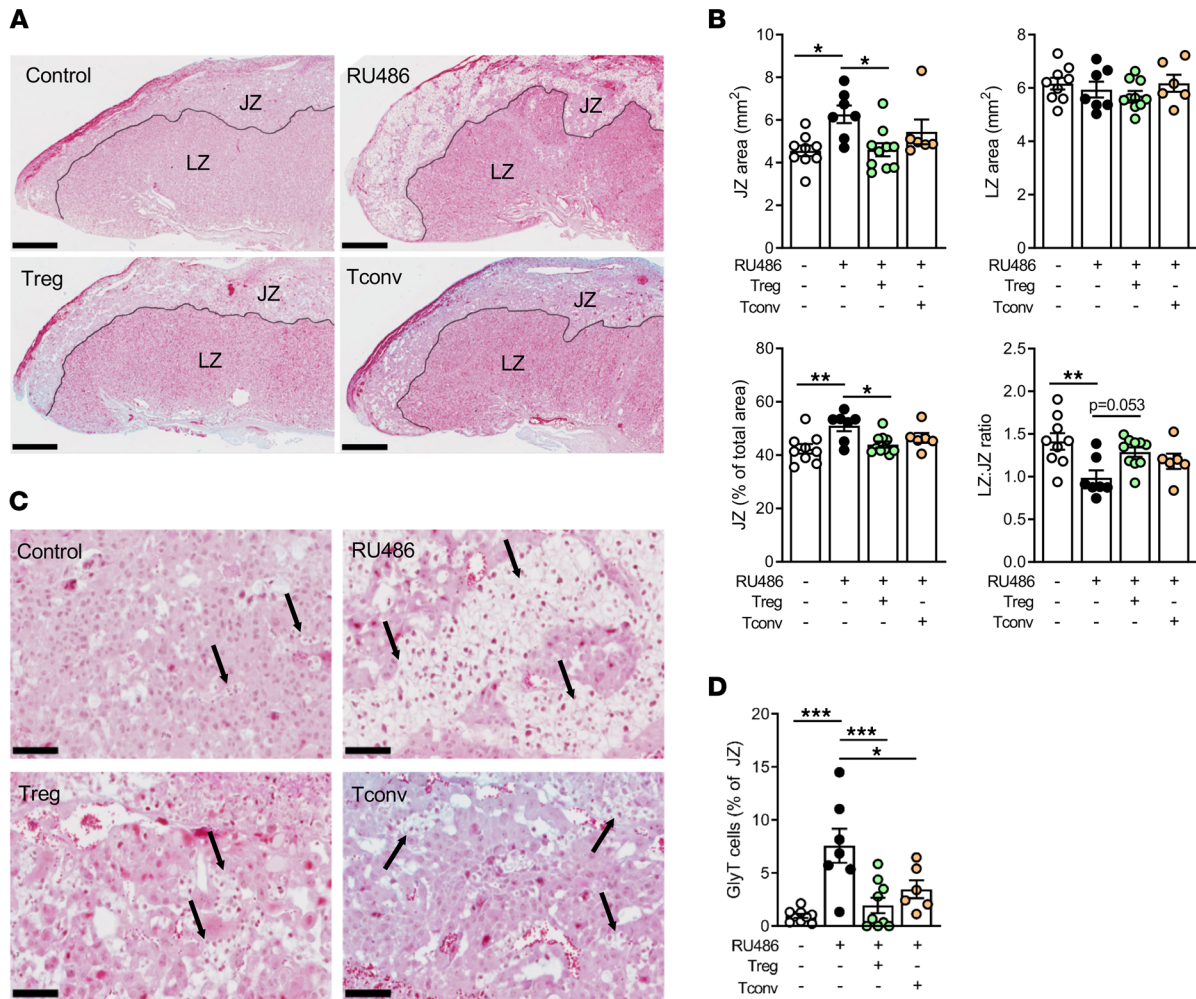 A
Control
JZ
LZ
RU486
JZ
LZ
Treg
JZ
LZ
Tconv
JZ
LZ
B
JZ area (mm2)
10
8
6
4
2
0
*
*
RU486 - + + +
Treg - - + -
Tconv - - - +
LZ area (mm2)
8
6
4
2
0
RU486 - + + +
Treg - - + -
Tconv - - - +
JZ (% of total area)
80
60
40
20
0
**
*
RU486 - + + +
Treg - - + -
Tconv - - - +
LZ:JZ ratio
2.5
2.0
1.5
1.0
0.5
0.0
**
p=0.053
RU486 - + + +
Treg - - + -
Tconv - - - +
C
Control
RU486
Treg
Tconv
D
GlyT cells (% of JZ)
20
15
10
5
0
***
***
*
RU486 - + + +
Treg - - + -
Tconv - - - +